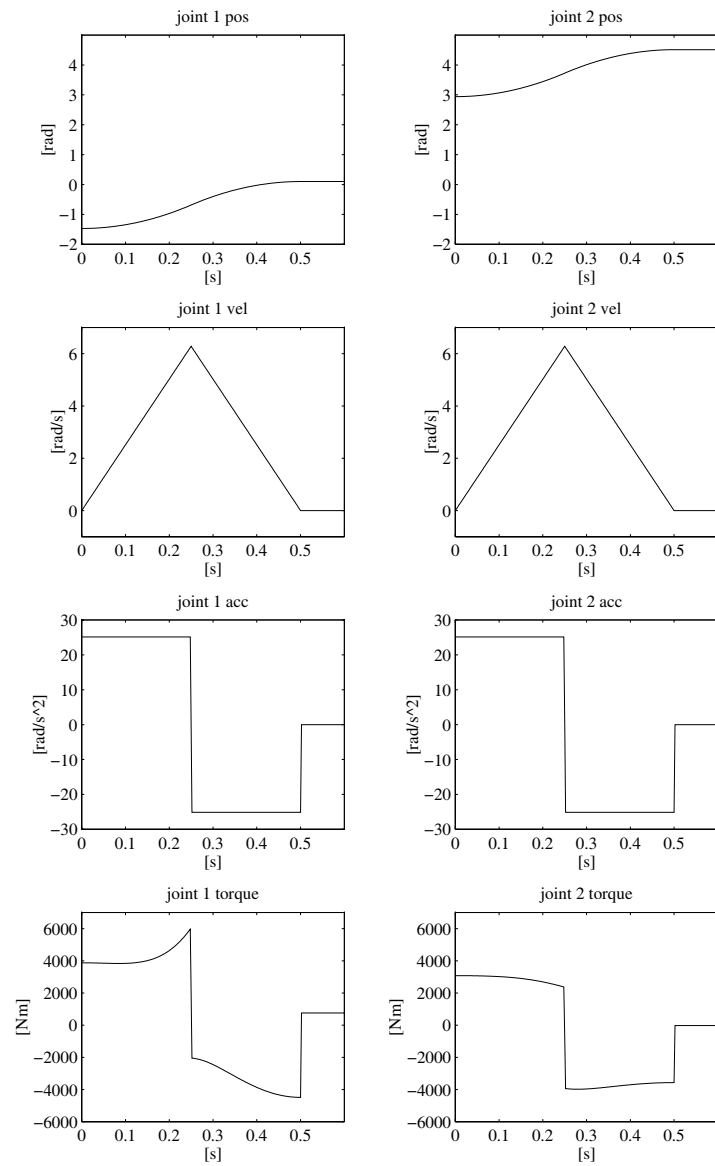 joint 1 pos
4
3
2
1
0
−1
−2
[rad]
0 0.1 0.2 0.3 0.4 0.5
[s]
joint 2 pos
4
3
2
1
0
−1
−2
[rad]
0 0.1 0.2 0.3 0.4 0.5
[s]
joint 1 vel
6
4
2
0
[rad/s]
0 0.1 0.2 0.3 0.4 0.5
[s]
joint 2 vel
6
4
2
0
[rad/s]
0 0.1 0.2 0.3 0.4 0.5
[s]
joint 1 acc
30
20
10
0
−10
−20
−30
[rad/s^2]
0 0.1 0.2 0.3 0.4 0.5
[s]
joint 2 acc
30
20
10
0
−10
−20
−30
[rad/s^2]
0 0.1 0.2 0.3 0.4 0.5
[s]
joint 1 torque
6000
4000
2000
0
−2000
−4000
−6000
[Nm]
0 0.1 0.2 0.3 0.4 0.5
[s]
joint 2 torque
6000
4000
2000
0
−2000
−4000
−6000
[Nm]
0 0.1 0.2 0.3 0.4 0.5
[s]